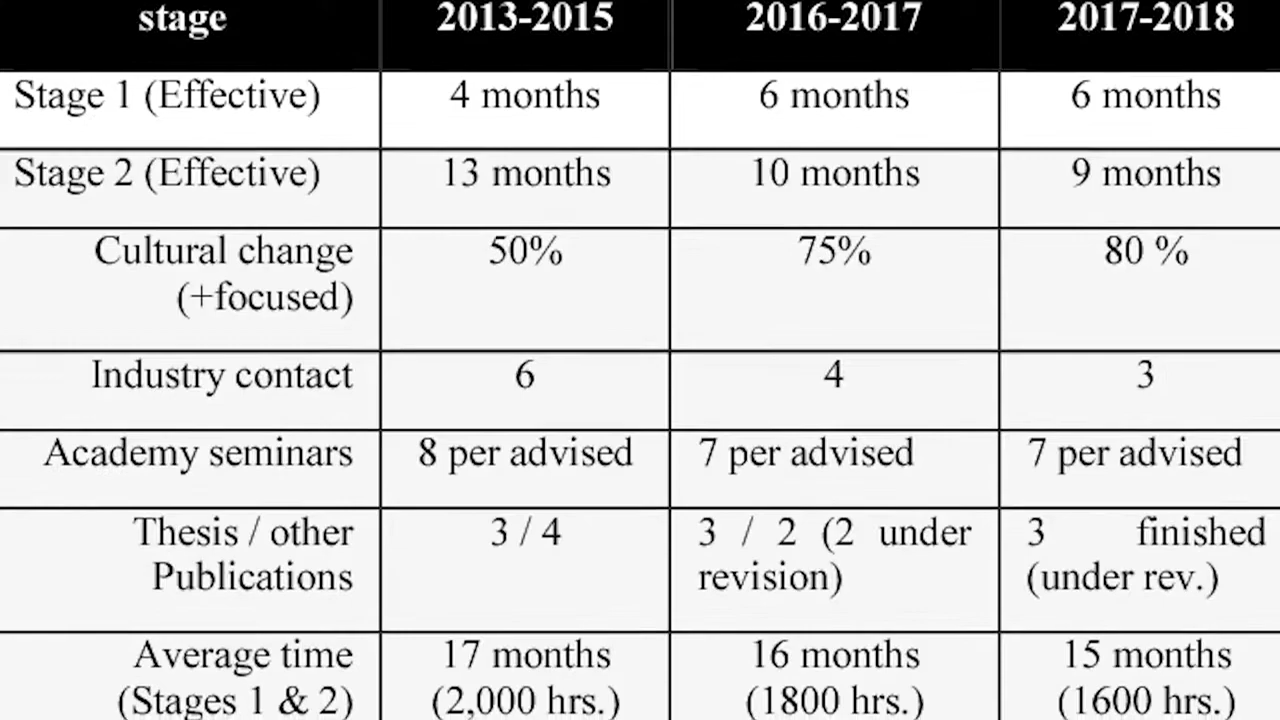 stage 2013-2015 2016-2017 2017-2018
Stage 1 (Effective) 4 months 6 months 6 months
Stage 2 (Effective) 13 months 10 months 9 months
Cultural change 50% 75% 80 %
(+focused)
Industry contact 6 4 3
Academy seminars 8 per advised 7 per advised 7 per advised
Thesis / other 3 / 4 3 / 2 (2 under 3 finished
Publications revision) (under rev.)
Average time 17 months 16 months 15 months
(Stages 1 & 2) (2,000 hrs.) (1800 hrs.) (1600 hrs.)